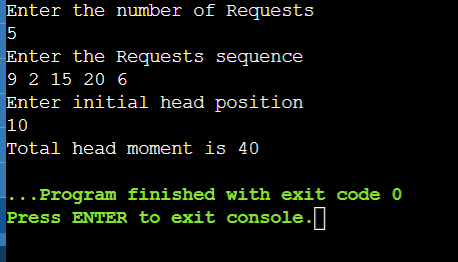 Enter the number of Requests
5
Enter the Requests sequence
9 2 15 20 6
Enter initial head position
10
Total head moment is 40
...Program finished with exit code 0
Press ENTER to exit console.